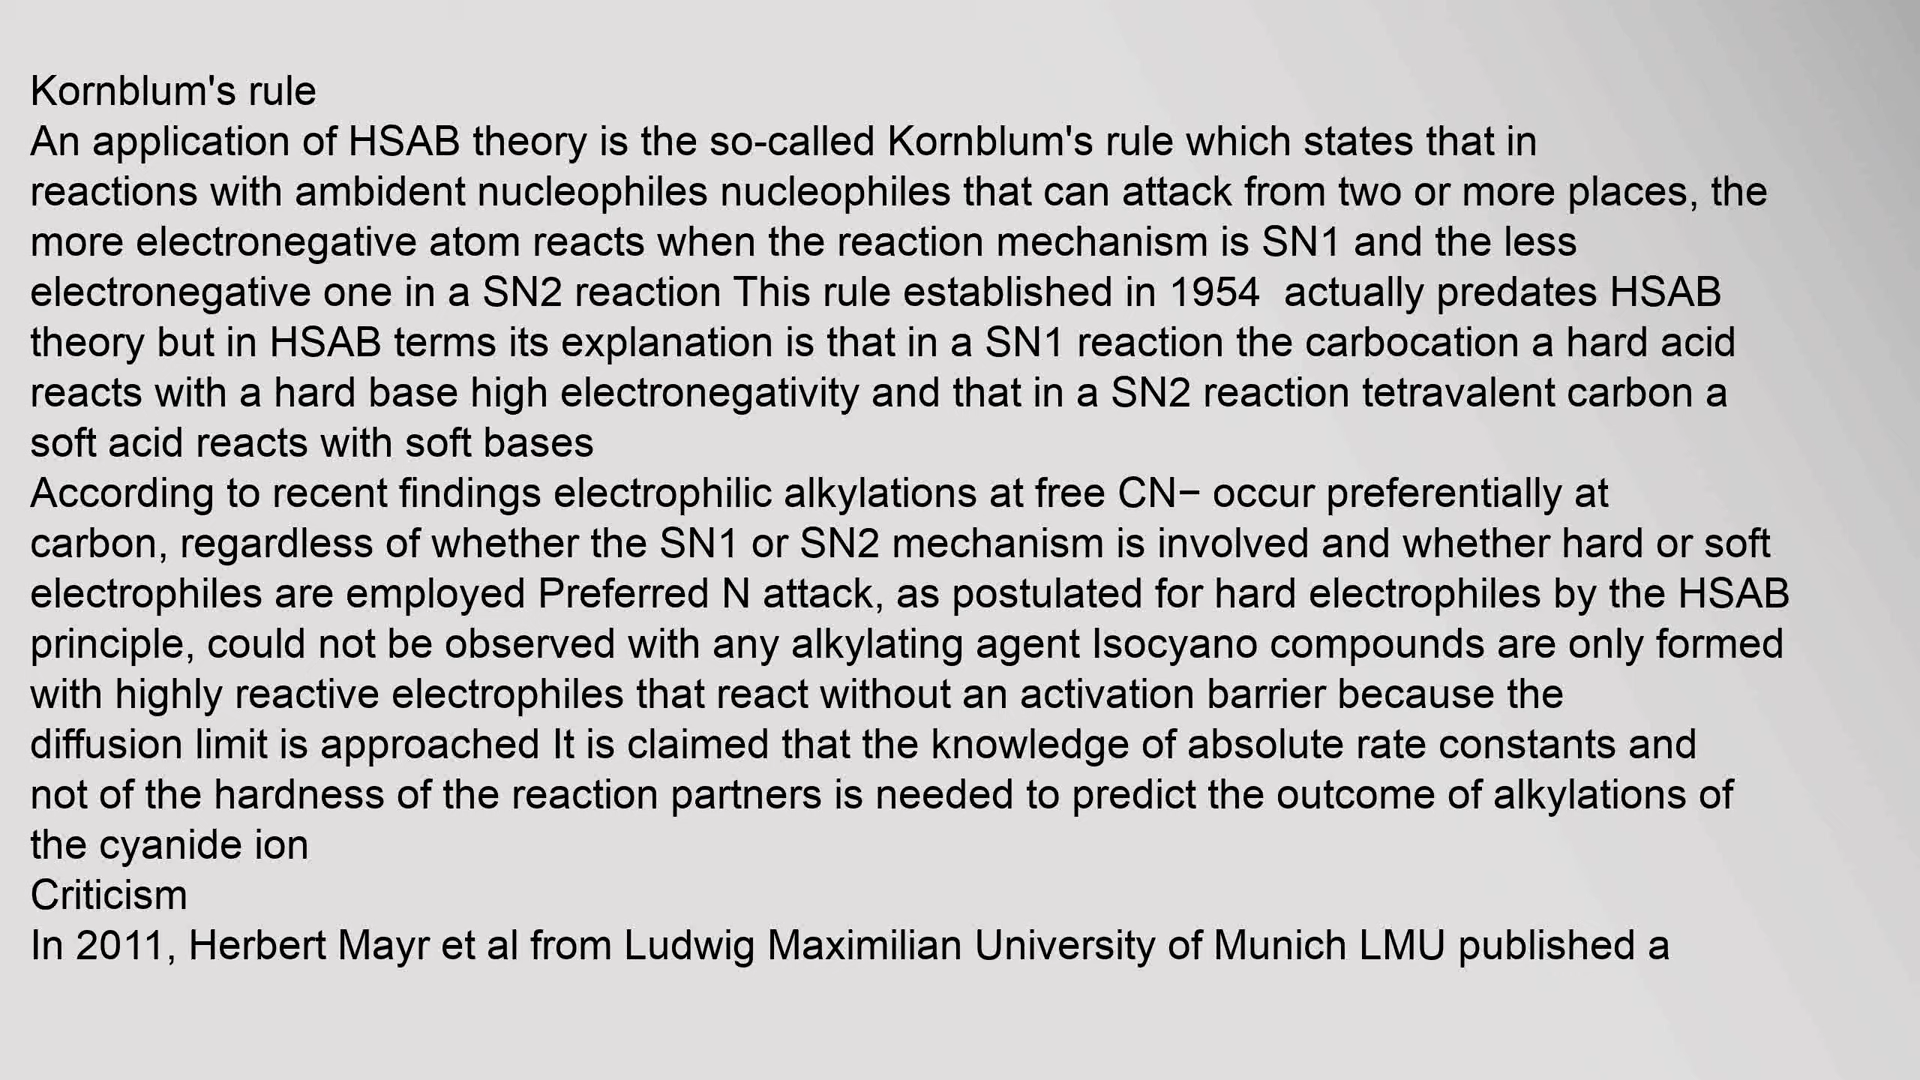 Kornblum's rule
An application of HSAB theory is the so-called Kornblum's rule which states that in
reactions with ambident nucleophiles nucleophiles that can attack from two or more places, the
more electronegative atom reacts when the reaction mechanism is SN1 and the less
electronegative one in a SN2 reaction This rule established in 1954  actually predates HSAB
theory but in HSAB terms its explanation is that in a SN1 reaction the carbocation a hard acid
reacts with a hard base high electronegativity and that in a SN2 reaction tetravalent carbon a
soft acid reacts with soft bases
According to recent findings electrophilic alkylations at free CN− occur preferentially at
carbon, regardless of whether the SN1 or SN2 mechanism is involved and whether hard or soft
electrophiles are employed Preferred N attack, as postulated for hard electrophiles by the HSAB
principle, could not be observed with any alkylating agent Isocyano compounds are only formed
with highly reactive electrophiles that react without an activation barrier because the
diffusion limit is approached It is claimed that the knowledge of absolute rate constants and
not of the hardness of the reaction partners is needed to predict the outcome of alkylations of
the cyanide ion
Criticism
In 2011, Herbert Mayr et al from Ludwig Maximilian University of Munich LMU published a